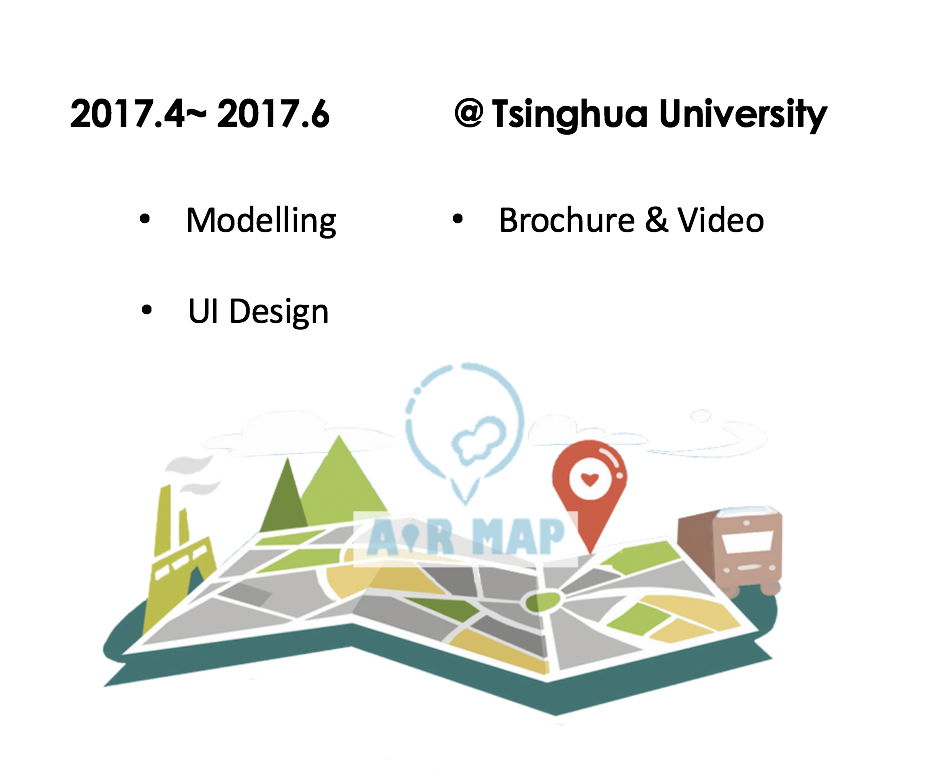 2017.4~ 2017.6
@ Tsinghua University
• Modelling
• Brochure & Video
• UI Design
AIR MAP